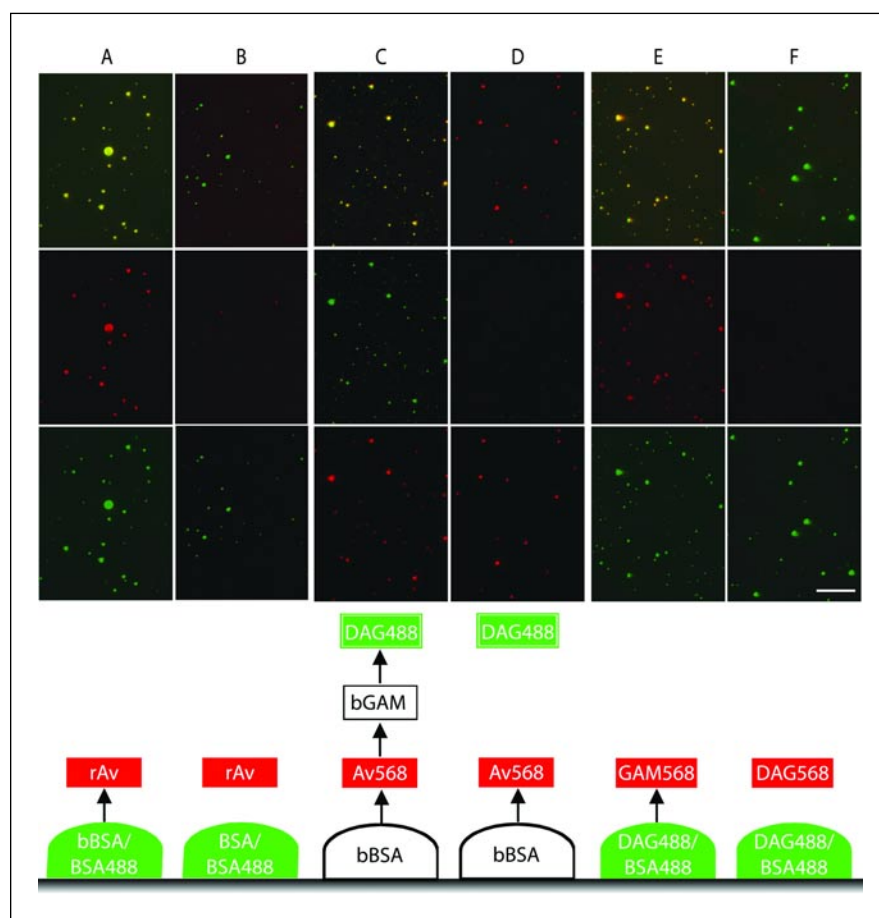 A B C D E F
DAG488 DAG488
bGAM
rAv rAv Av568 Av568 GAM568 DAG568
bBSA/ BSA/ bBSA bBSA DAG488/ DAG488/
BSA488 BSA488 BSA488 BSA488